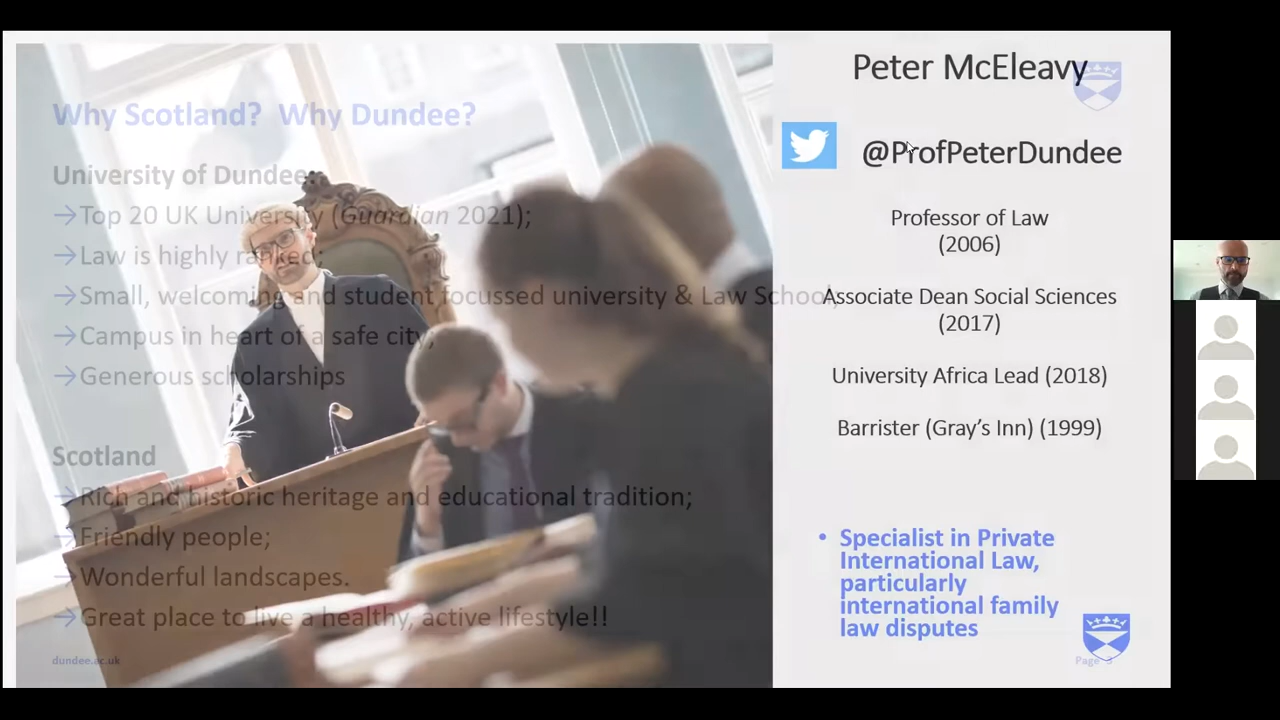 Peter McEleavy
@ProfPeterDundee
Professor of Law
(2006)
Associate Dean Social Sciences
(2017)
University Africa Lead (2018)
Barrister (Gray's Inn) (1999)
• Specialist in Private
International Law,
particularly
international family
law disputes
Why Scotland? Why Dundee?
University of Dundee:
→Top 20 UK University (Guardian 2021);
→Law is highly ranked;
→Small, welcoming and student focussed university & Law School;
→Campus in heart of a safe city;
→Generous scholarships
Scotland
→Rich and historic heritage and educational tradition;
→Friendly people;
→Wonderful landscapes.
→Great place to live a healthy, active lifestyle!!
dundee.ac.uk
Page 3